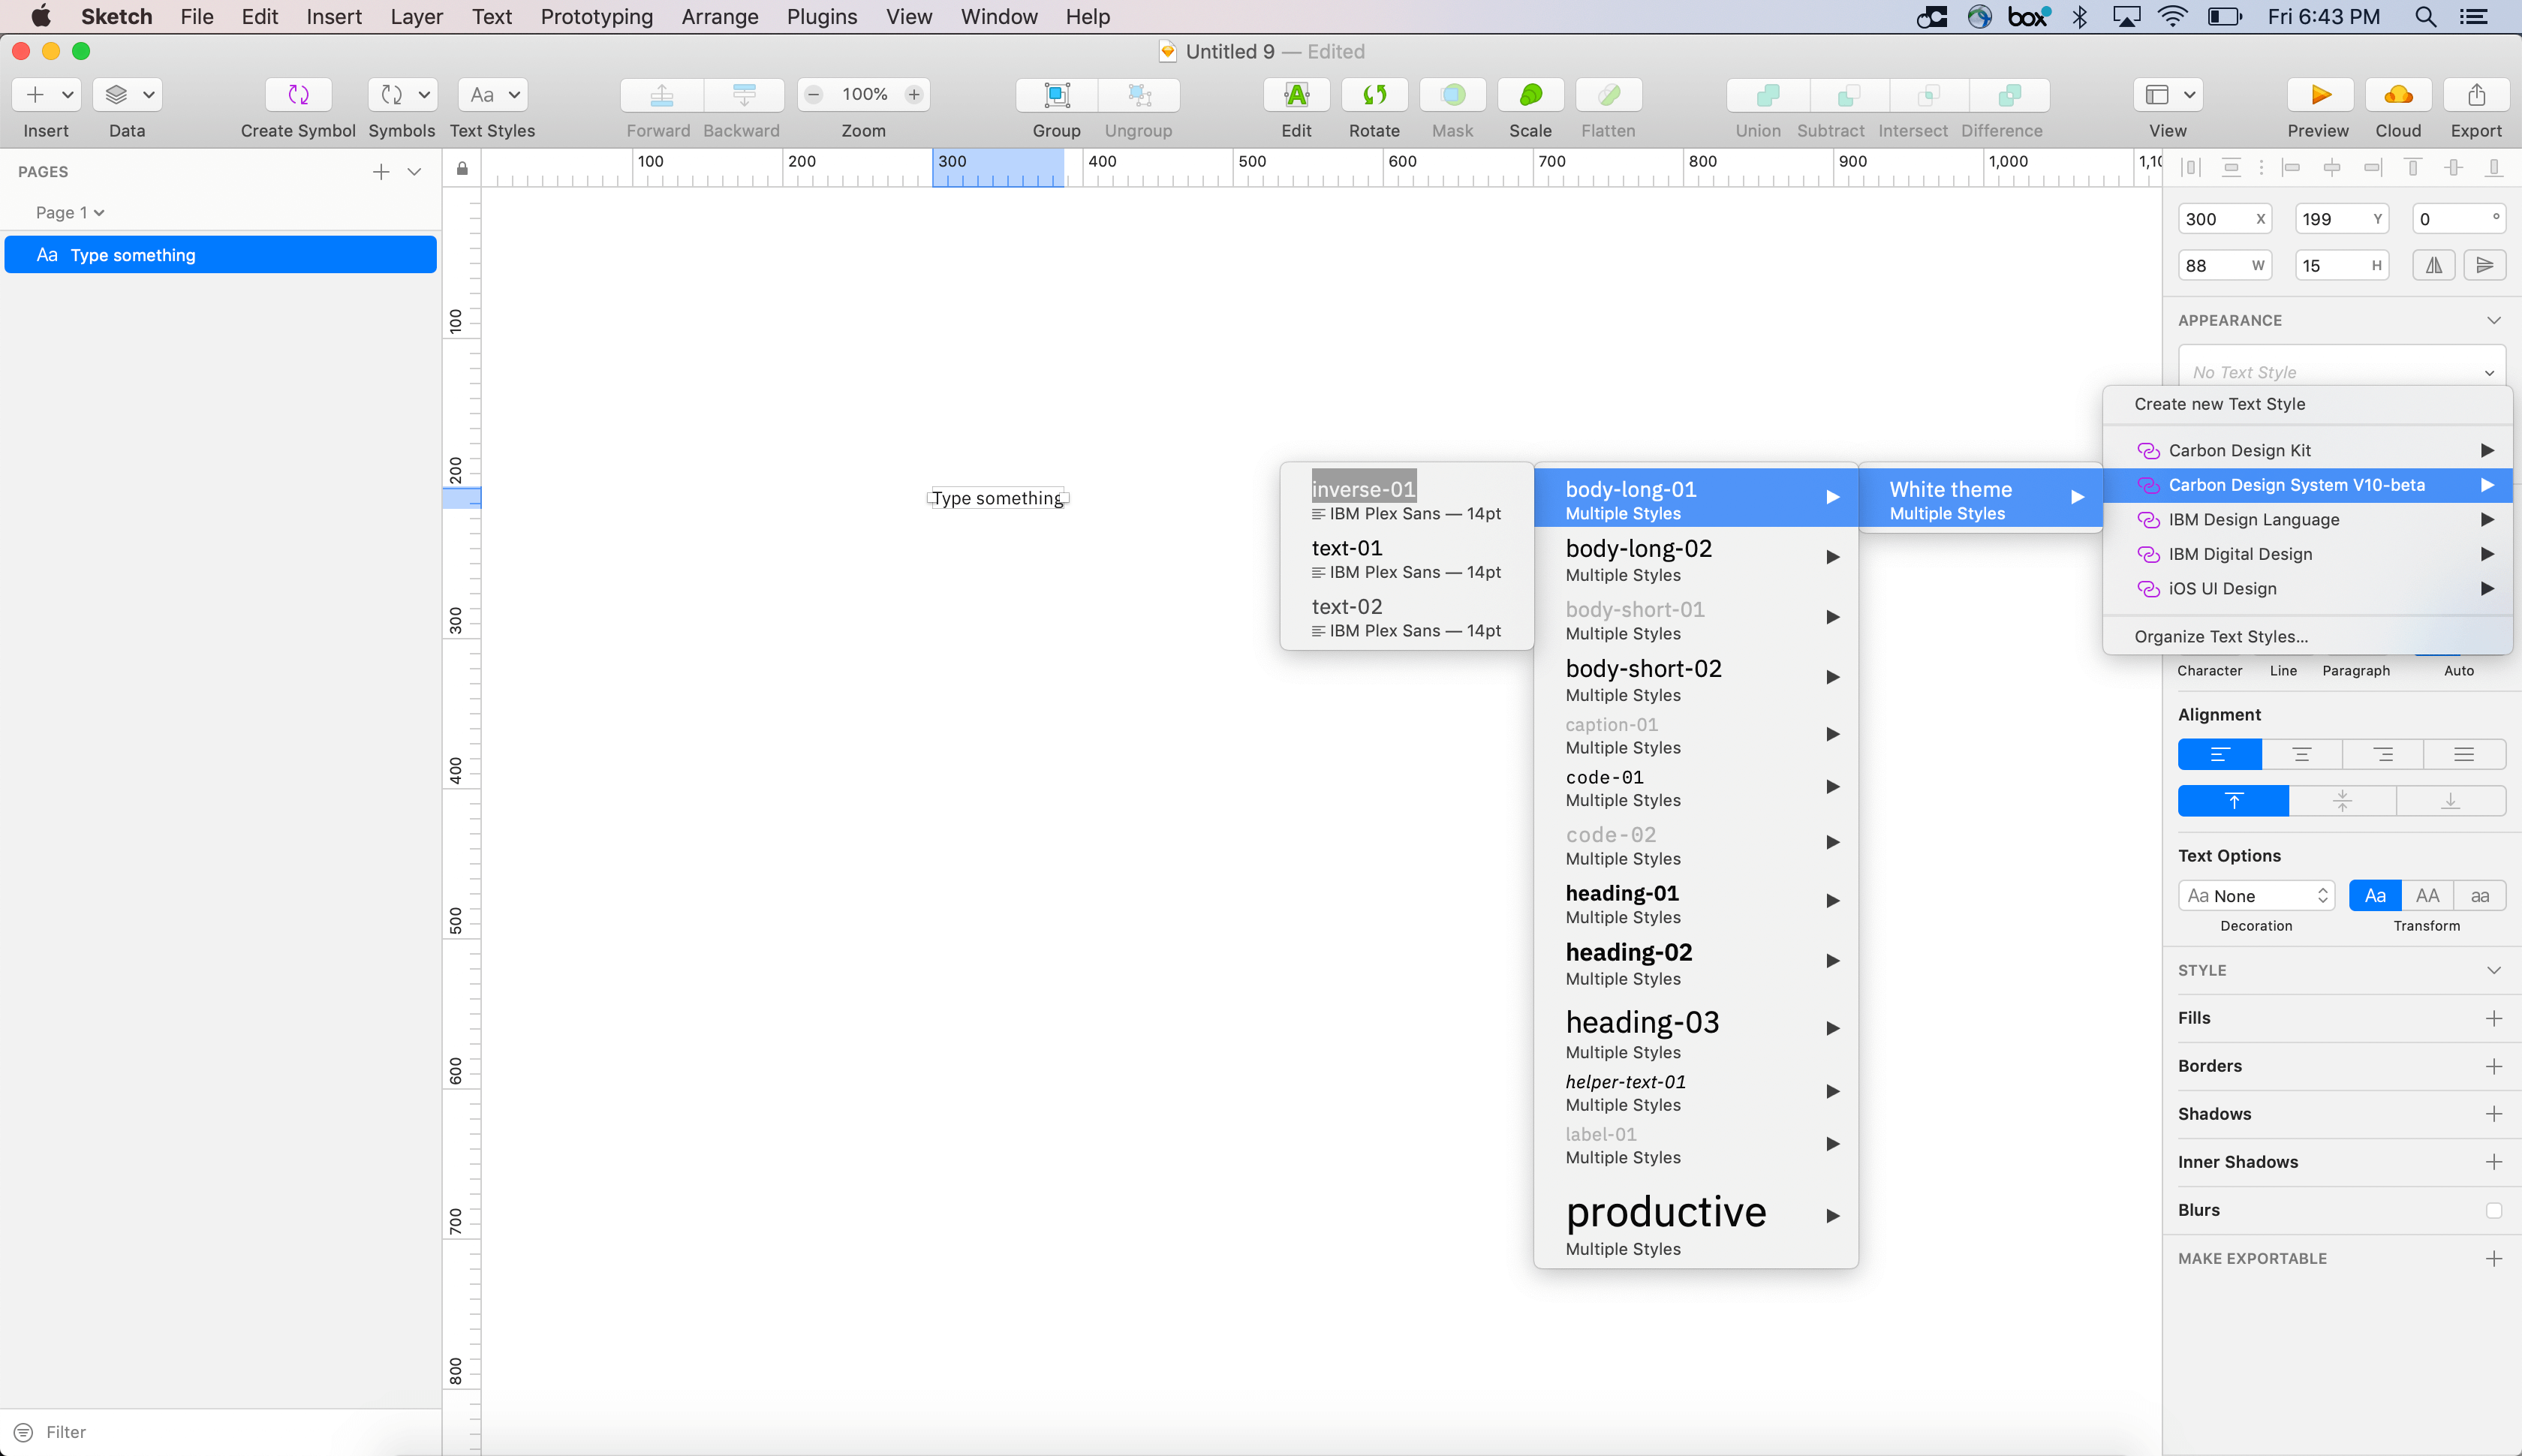 Sketch File Edit Insert Layer Text Prototyping Arrange Plugins View Window Help box Fri 6:43 PM
Untitled 9 — Edited
Aa 100%
Insert Data Create Symbol Symbols Text Styles Forward Backward Zoom Group Ungroup Edit Rotate Mask Scale Flatten Union Subtract Intersect Difference View Preview Cloud Export
PAGES
Page 1
Aa Type something
Filter
100 200 300 400 500 600 700 800 900 1,000 1,10
100
200
300
400
500
600
700
800
Type something
inverse-01
IBM Plex Sans — 14pt
text-01
IBM Plex Sans — 14pt
text-02
IBM Plex Sans — 14pt
body-long-01
Multiple Styles
body-long-02
Multiple Styles
body-short-01
Multiple Styles
body-short-02
Multiple Styles
caption-01
Multiple Styles
code-01
Multiple Styles
code-02
Multiple Styles
heading-01
Multiple Styles
heading-02
Multiple Styles
heading-03
Multiple Styles
helper-text-01
Multiple Styles
label-01
Multiple Styles
productive
Multiple Styles
White theme
Multiple Styles
300 X 199 Y 0 °
88 W 15 H
APPEARANCE
No Text Style
Create new Text Style
Carbon Design Kit
Carbon Design System V10-beta
IBM Design Language
IBM Digital Design
iOS UI Design
Organize Text Styles...
Character Line Paragraph Auto
Alignment
Text Options
Aa None Aa AA aa
Decoration Transform
STYLE
Fills
Borders
Shadows
Inner Shadows
Blurs
MAKE EXPORTABLE